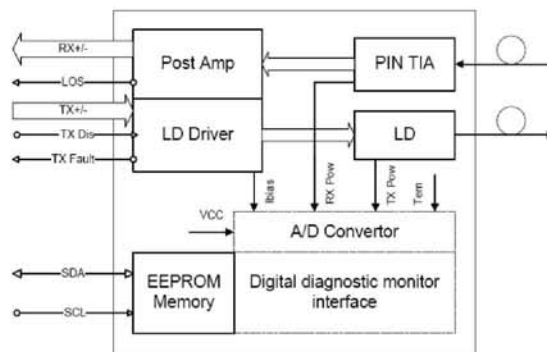 RX+/-
Post Amp
PIN TIA
LOS
TX+/-
LD Driver
LD
TX Dis
TX Fault
Ibias
RX Pow
TX Pow
Tem
VCC
A/D Convertor
SDA
EEPROM
Memory
Digital diagnostic monitor
interface
SCL